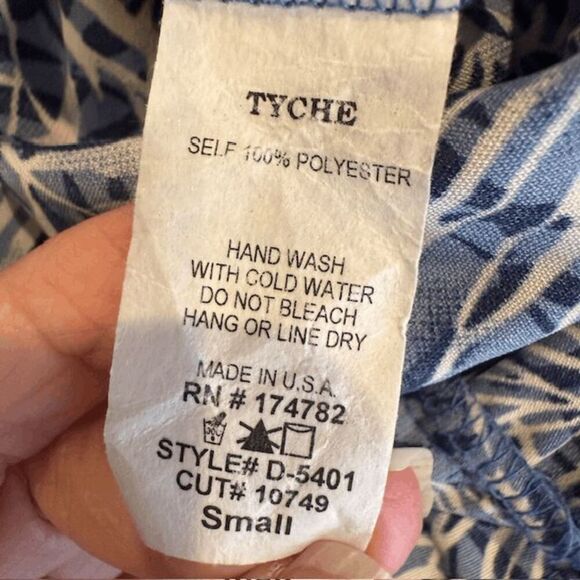 TYCHE
SELF 100% POLYESTER
HAND WASH
WITH COLD WATER
DO NOT BLEACH
HANG OR LINE DRY
MADE IN U.S.A.
RN # 174782
STYLE# D-5401
CUT# 10749
Small